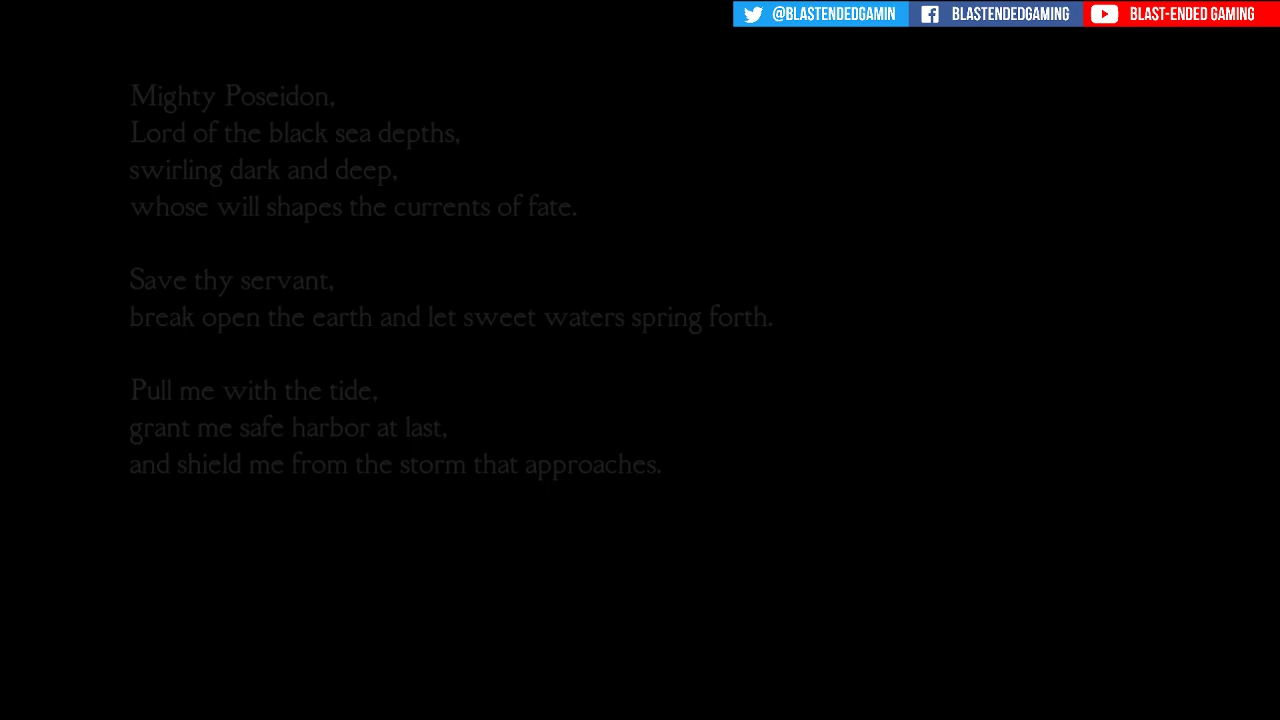 @BLASTENDEDGAMIN BLASTENDEDGAMING BLAST-ENDED GAMING
Mighty Poseidon,
Lord of the black sea depths,
swirling dark and deep,
whose will shapes the currents of fate.
Save thy servant,
break open the earth and let sweet waters spring forth.
Pull me with the tide,
grant me safe harbor at last,
and shield me from the storm that approaches.